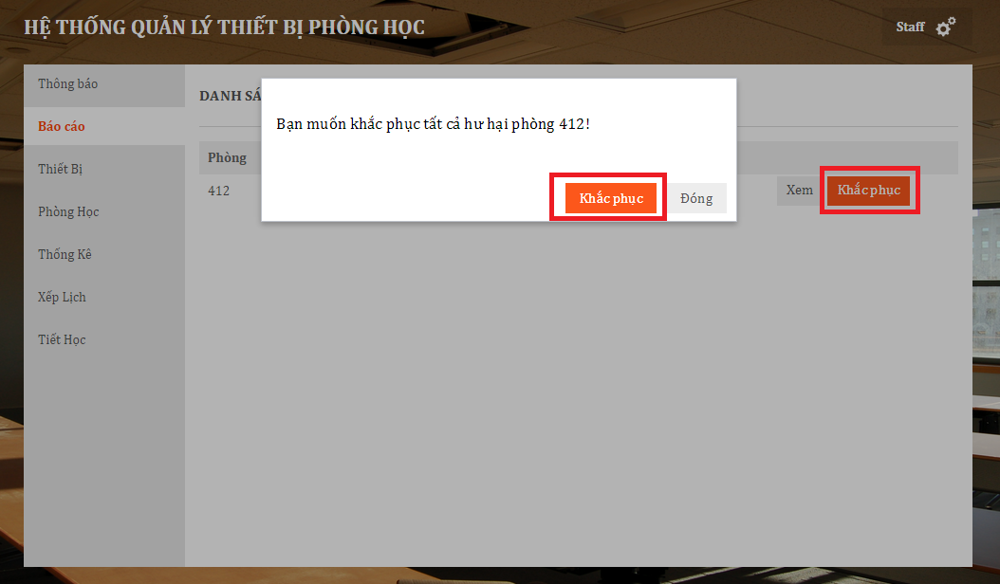 HỆ THỐNG QUẢN LÝ THIẾT BỊ PHÒNG HỌC
Staff
Thông báo
Báo cáo
Thiết Bị
Phòng Học
Thống Kê
Xếp Lịch
Tiết Học
DANH SÁ
Bạn muốn khắc phục tất cả hư hại phòng 412!
Khắc phục Đóng
Phòng
412 Xem Khắc phục